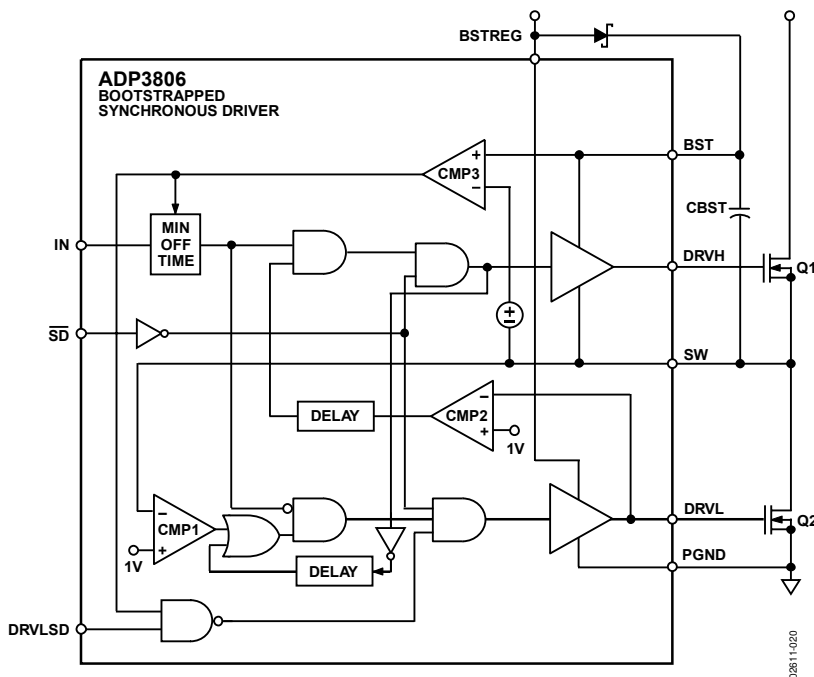 BSTREG
ADP3806
BOOTSTRAPPED
SYNCHRONOUS DRIVER
BST
+
CMP3
−
CBST
MIN
OFF
TIME
IN
DRVH
Q1
+
−
SD
SW
DELAY
−
CMP2
+
1V
−
CMP1
+
1V
DRVL
Q2
DELAY
PGND
DRVLSD
02611-020